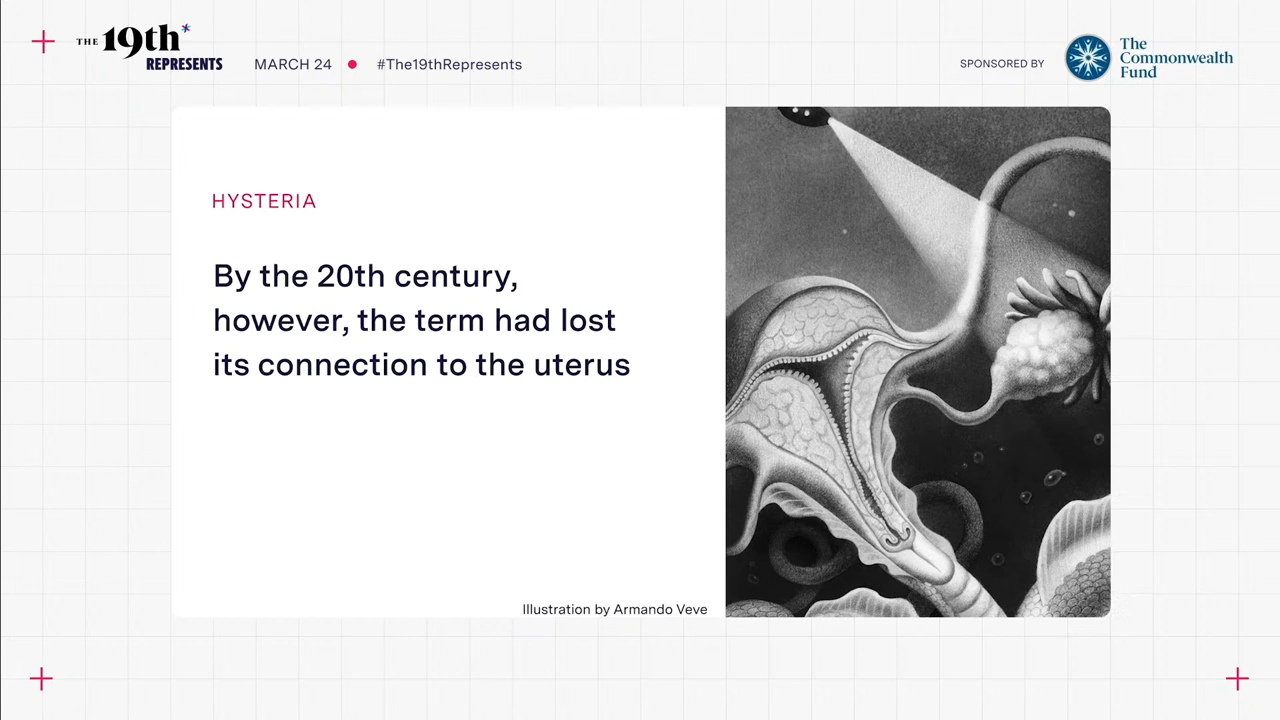 THE 19th*
REPRESENTS
MARCH 24 • #The19thRepresents
SPONSORED BY
The
Commonwealth
Fund
HYSTERIA
By the 20th century,
however, the term had lost
its connection to the uterus
Illustration by Armando Veve